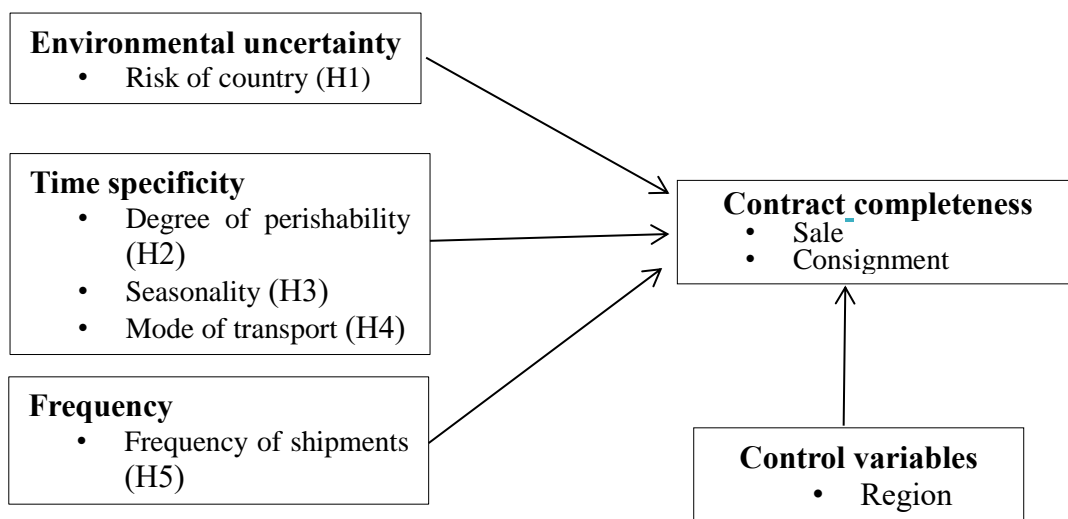 Environmental uncertainty
• Risk of country (H1)
Time specificity
• Degree of perishability
(H2)
• Seasonality (H3)
• Mode of transport (H4)
Frequency
• Frequency of shipments
(H5)
Contract completeness
• Sale
• Consignment
Control variables
• Region